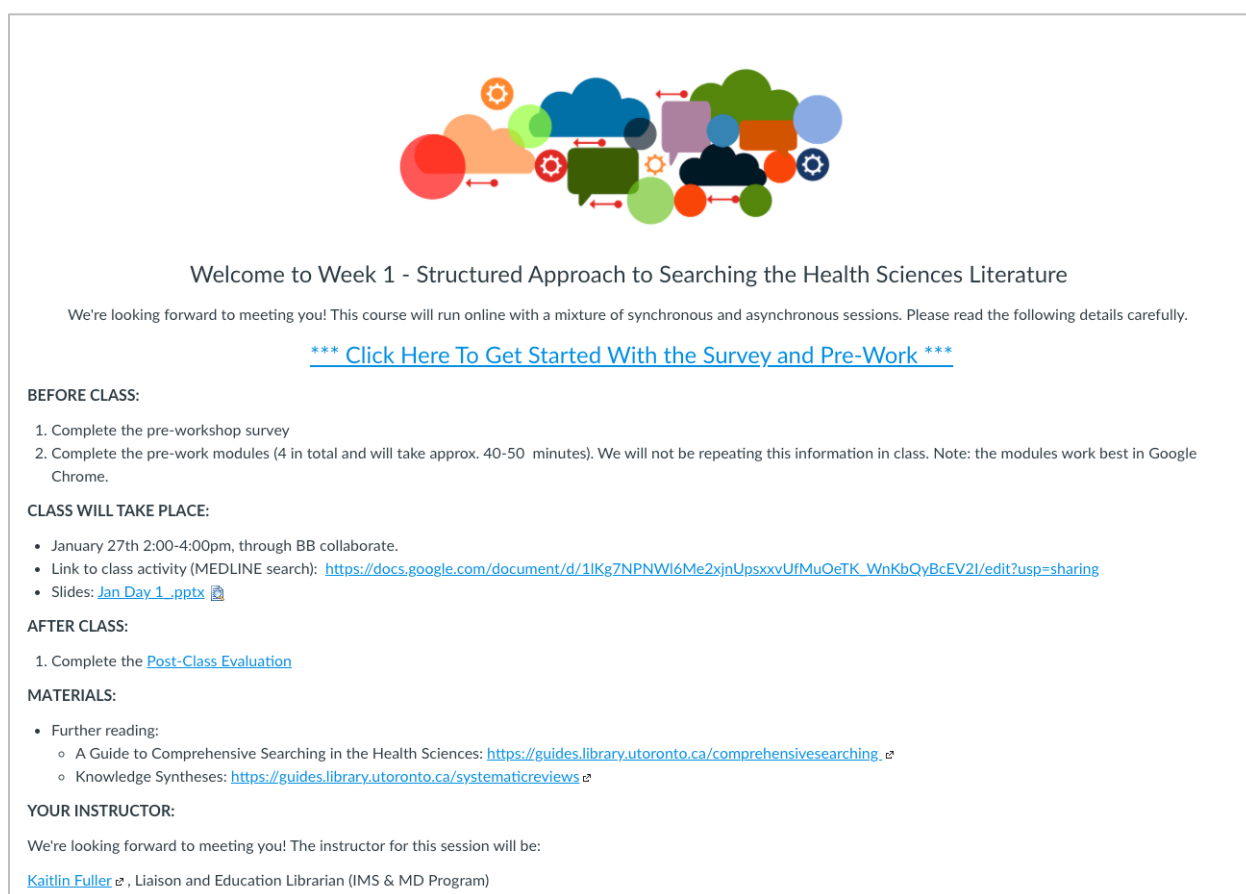 Welcome to Week 1 - Structured Approach to Searching the Health Sciences Literature
We're looking forward to meeting you! This course will run online with a mixture of synchronous and asynchronous sessions. Please read the following details carefully.
*** Click Here To Get Started With the Survey and Pre-Work ***
BEFORE CLASS:
1. Complete the pre-workshop survey
2. Complete the pre-work modules (4 in total and will take approx. 40-50 minutes). We will not be repeating this information in class. Note: the modules work best in Google
Chrome.
CLASS WILL TAKE PLACE:
• January 27th 2:00-4:00pm, through BB collaborate.
• Link to class activity (MEDLINE search): https://docs.google.com/document/d/1lKg7NPNWl6Me2xjnUpsxxvUfMuOeTK_WnKbQyBcEV2I/edit?usp=sharing
• Slides: Jan Day 1_.pptx
AFTER CLASS:
1. Complete the Post-Class Evaluation
MATERIALS:
• Further reading:
◦ A Guide to Comprehensive Searching in the Health Sciences: https://guides.library.utoronto.ca/comprehensivesearching
◦ Knowledge Syntheses: https://guides.library.utoronto.ca/systematicreviews
YOUR INSTRUCTOR:
We're looking forward to meeting you! The instructor for this session will be:
Kaitlin Fuller , Liaison and Education Librarian (IMS & MD Program)